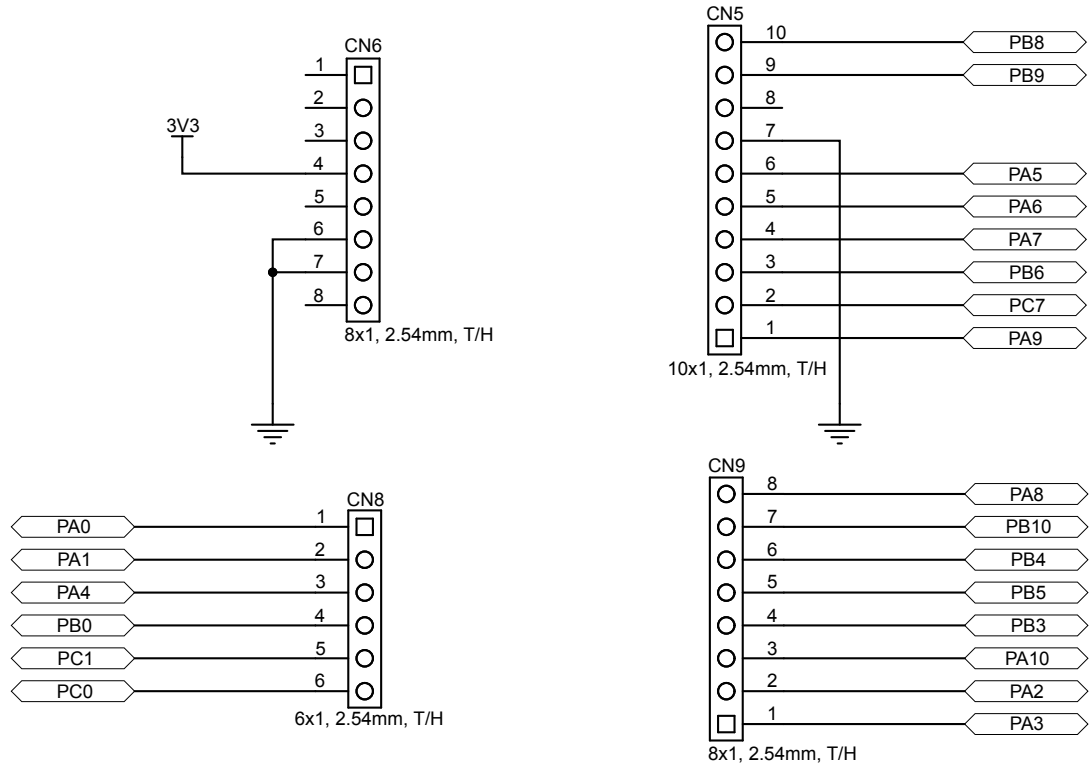 CN6
1
2
3
3V3
4
5
6
7
8
8x1, 2.54mm, T/H
CN5
10 PB8
9 PB9
8
7
6 PA5
5 PA6
4 PA7
3 PB6
2 PC7
1 PA9
10x1, 2.54mm, T/H
CN8
PA0 1
PA1 2
PA4 3
PB0 4
PC1 5
PC0 6
6x1, 2.54mm, T/H
CN9
8 PA8
7 PB10
6 PB4
5 PB5
4 PB3
3 PA10
2 PA2
1 PA3
8x1, 2.54mm, T/H